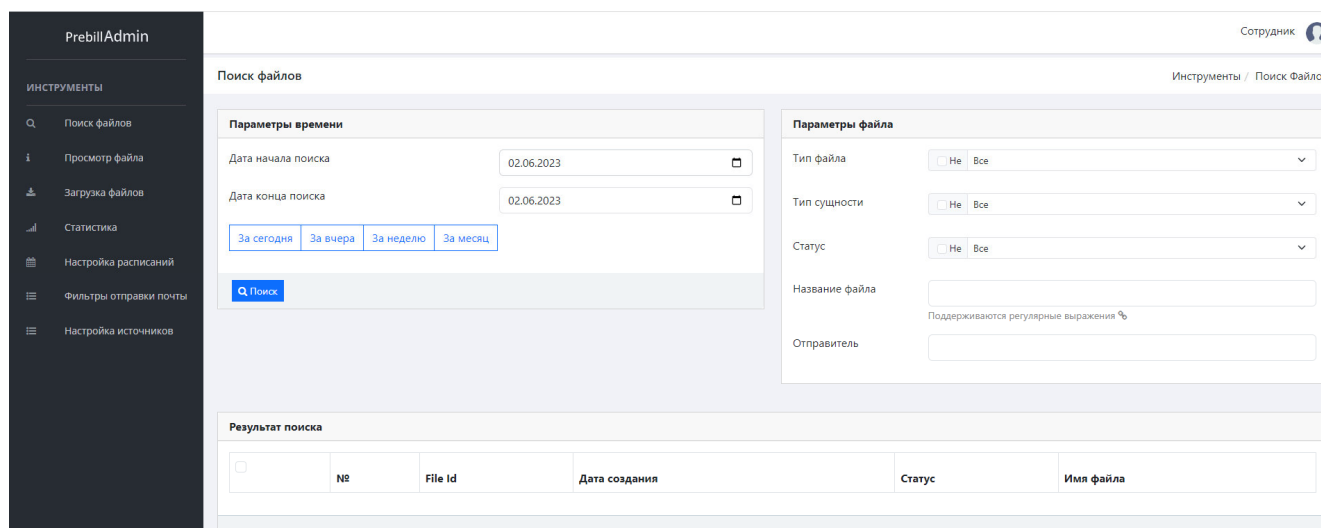 PrebillAdmin
Сотрудник
ИНСТРУМЕНТЫ
Поиск файлов
Просмотр файла
Загрузка файлов
Статистика
Настройка расписаний
Фильтры отправки почты
Настройка источников
Поиск файлов
Инструменты / Поиск Файло
Параметры времени
Дата начала поиска
02.06.2023
Дата конца поиска
02.06.2023
За сегодня За вчера За неделю За месяц
Поиск
Параметры файла
Тип файла
Не Все
Тип сущности
Не Все
Статус
Не Все
Название файла
Поддерживаются регулярные выражения
Отправитель
Результат поиска
№ File Id Дата создания Статус Имя файла